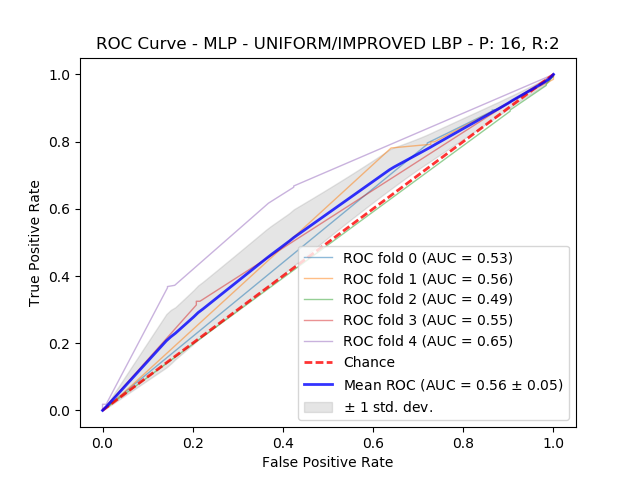 ROC Curve - MLP - UNIFORM/IMPROVED LBP - P: 16, R:2
True Positive Rate
1.0
0.8
0.6
0.4
0.2
0.0
ROC fold 0 (AUC = 0.53)
ROC fold 1 (AUC = 0.56)
ROC fold 2 (AUC = 0.49)
ROC fold 3 (AUC = 0.55)
ROC fold 4 (AUC = 0.65)
Chance
Mean ROC (AUC = 0.56 ± 0.05)
± 1 std. dev.
0.0 0.2 0.4 0.6 0.8 1.0
False Positive Rate